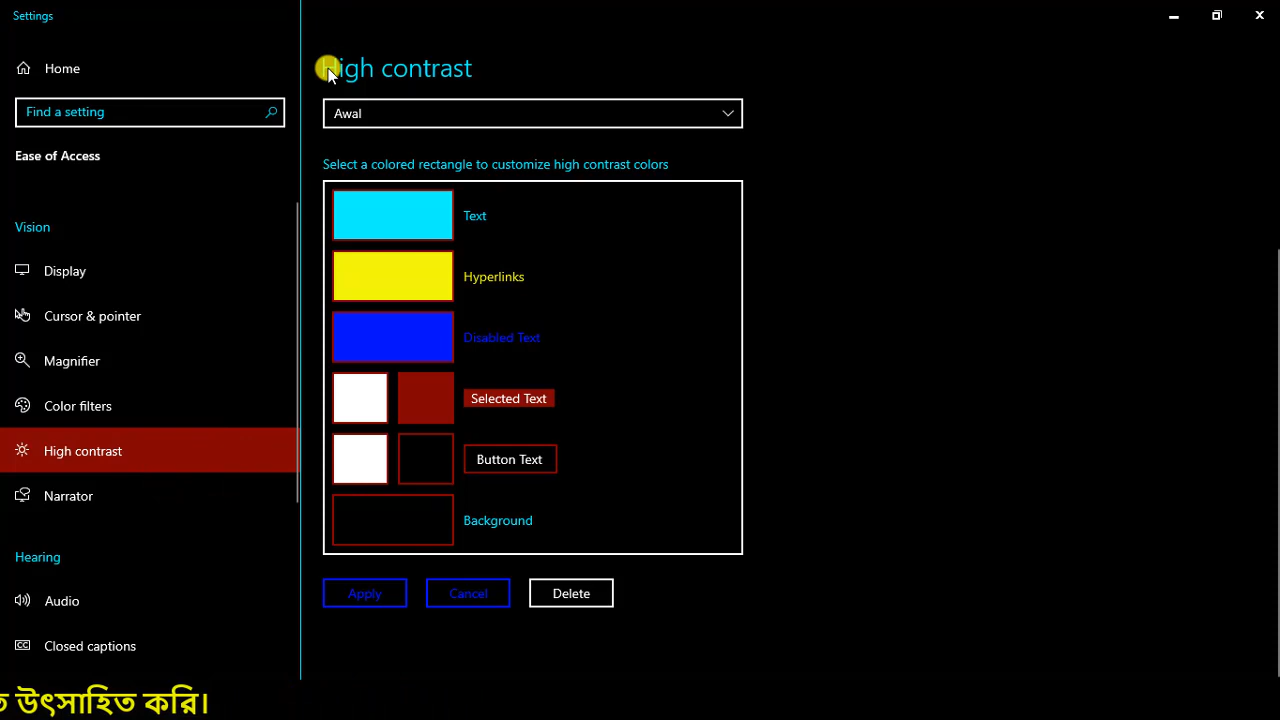 Settings
Home
Find a setting
Ease of Access
Vision
Display
Cursor & pointer
Magnifier
Color filters
High contrast
Narrator
Hearing
Audio
Closed captions
High contrast
Awal
Select a colored rectangle to customize high contrast colors
Text
Hyperlinks
Disabled Text
Selected Text
Button Text
Background
Apply Cancel Delete
উৎসাহিত করি।